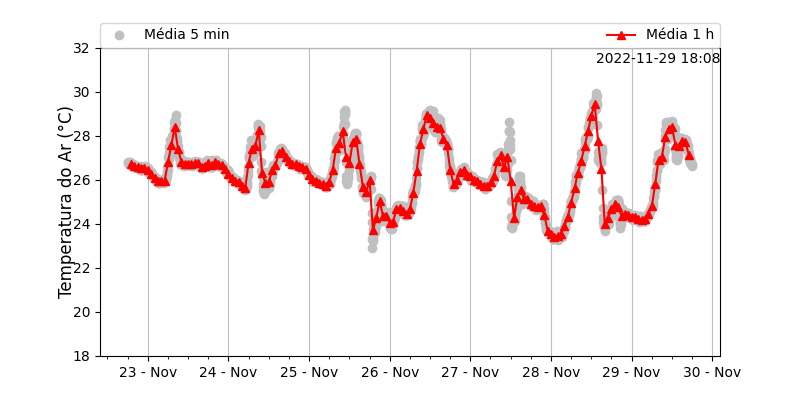 Média 5 min
Média 1 h
2022-11-29 18:08
Temperatura do Ar (°C)
32
30
28
26
24
22
20
18
23 - Nov
24 - Nov
25 - Nov
26 - Nov
27 - Nov
28 - Nov
29 - Nov
30 - Nov